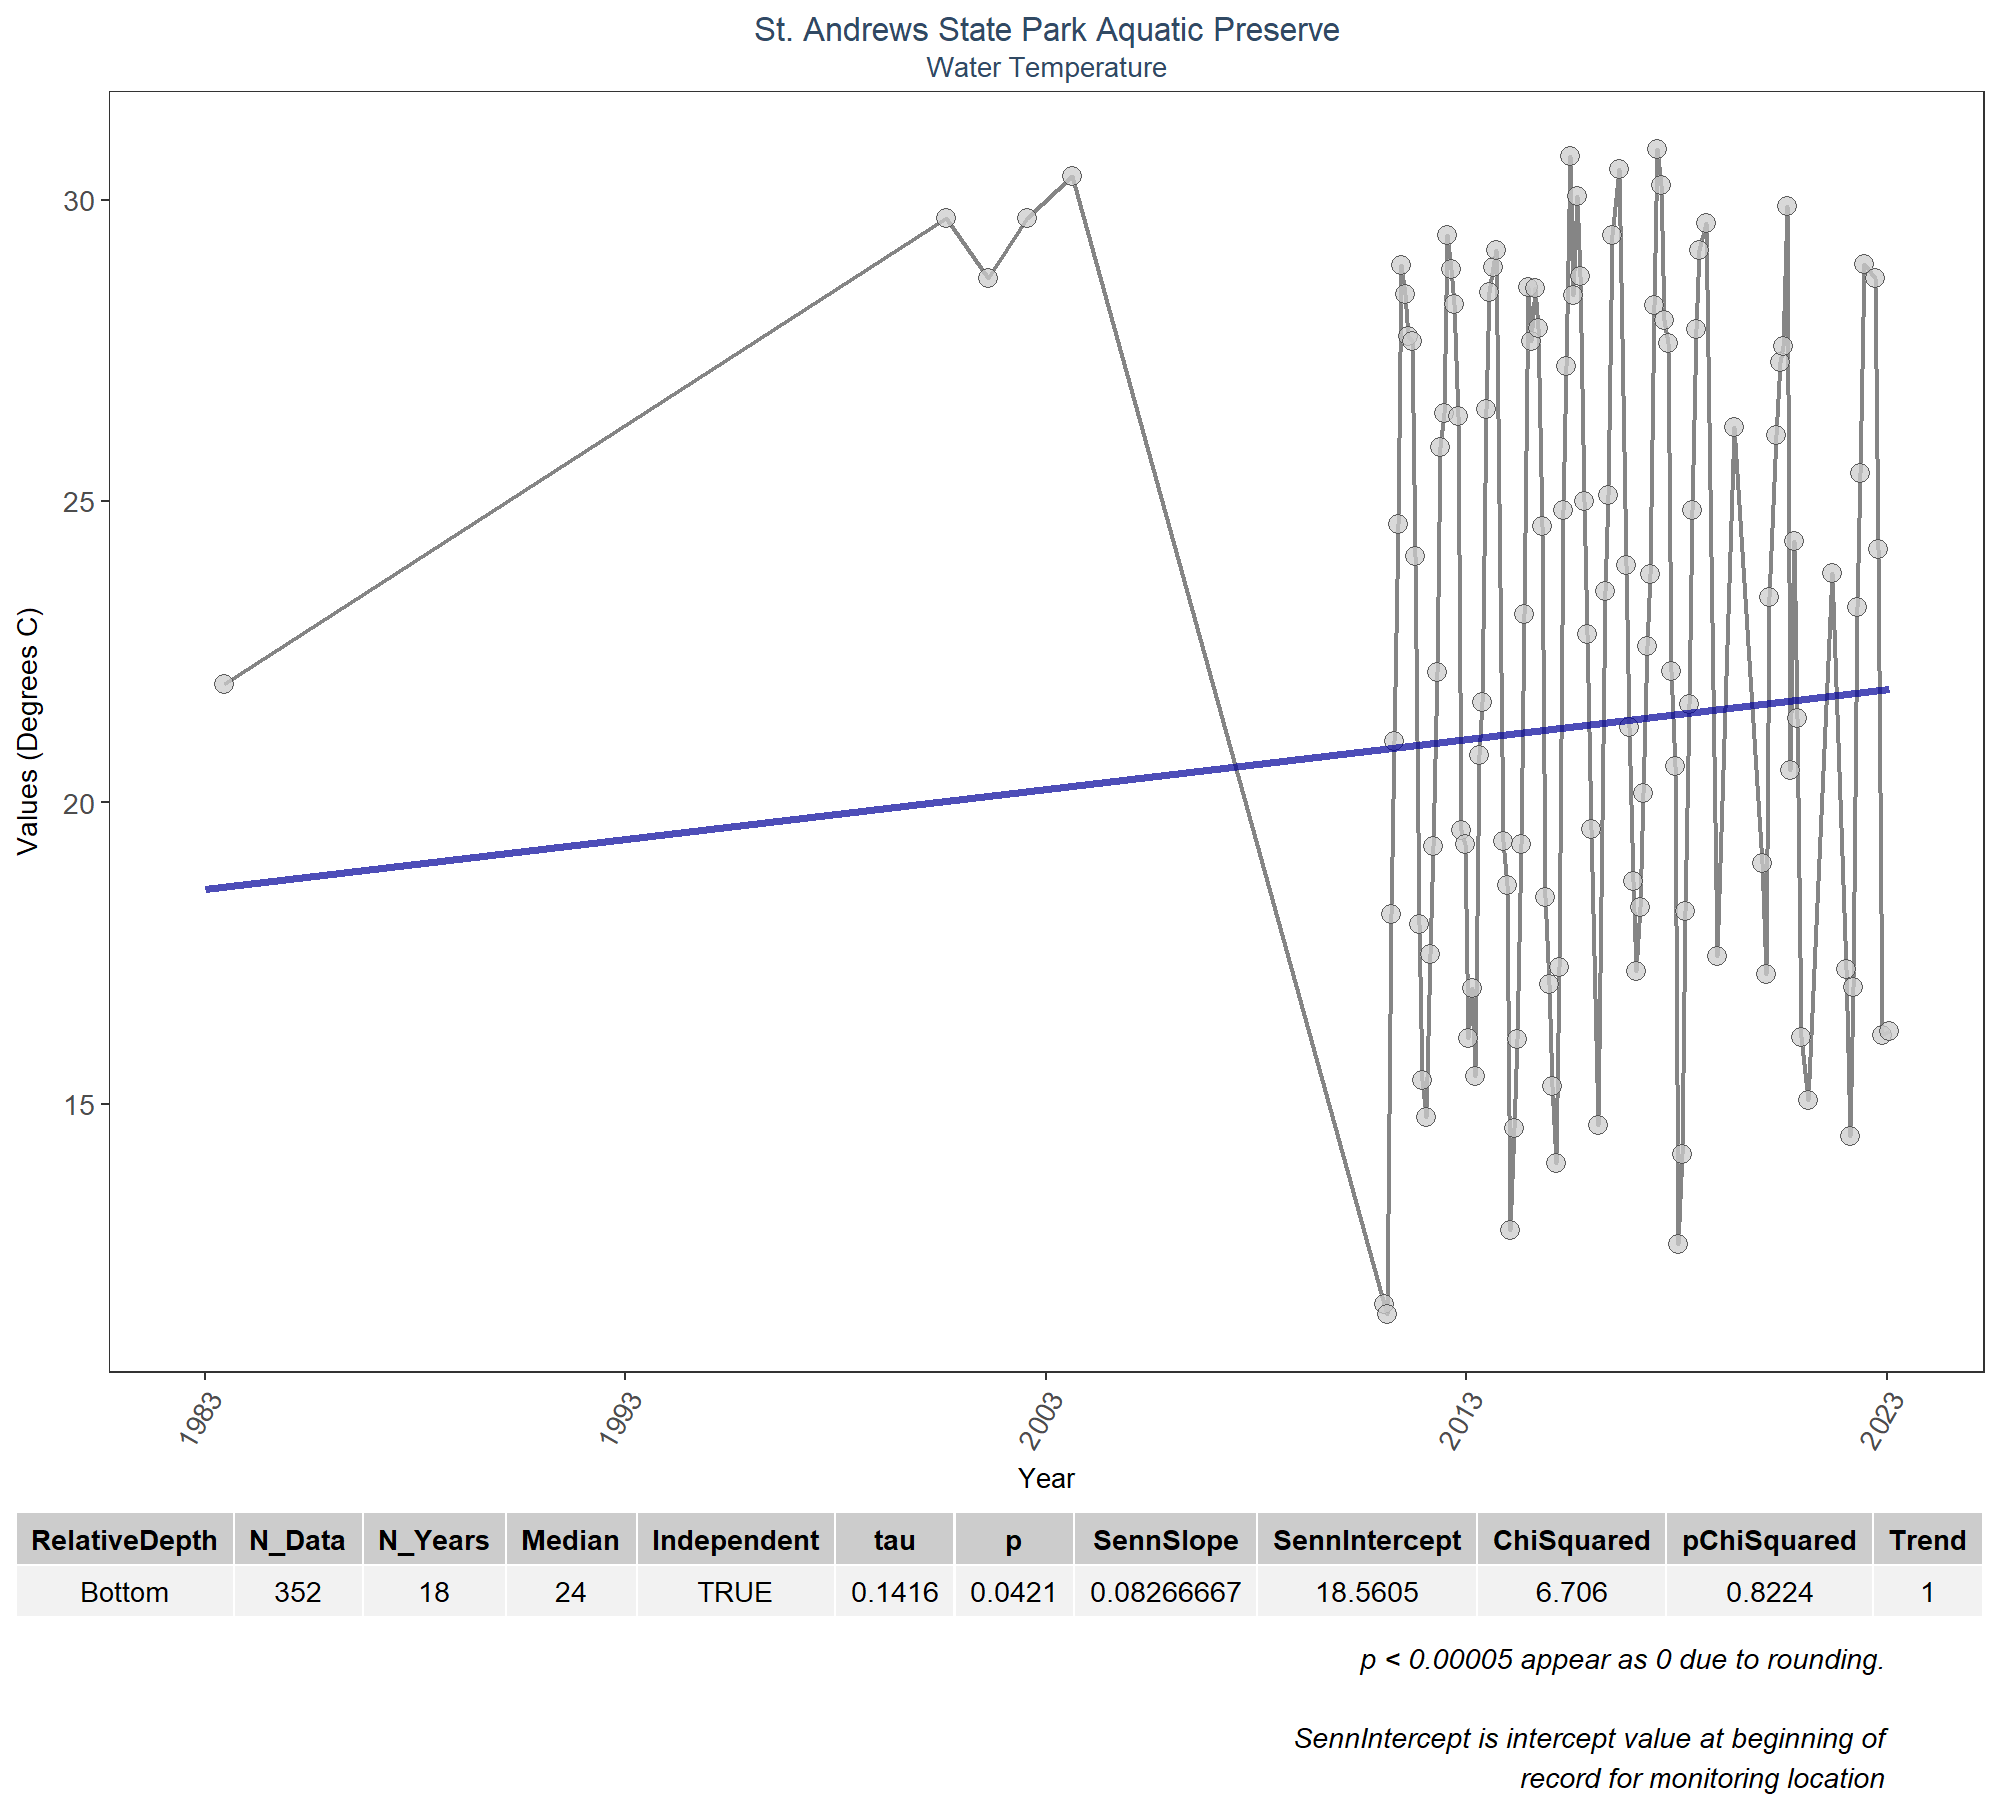 St. Andrews State Park Aquatic Preserve
Water Temperature
Values (Degrees C)
30
25
20
15
1983
1993
2003
2013
2023
Year
RelativeDepth N_Data N_Years Median Independent tau p SennSlope SennIntercept ChiSquared pChiSquared Trend
Bottom 352 18 24 TRUE 0.1416 0.0421 0.08266667 18.5605 6.706 0.8224 1
p < 0.00005 appear as 0 due to rounding.
SennIntercept is intercept value at beginning of
record for monitoring location